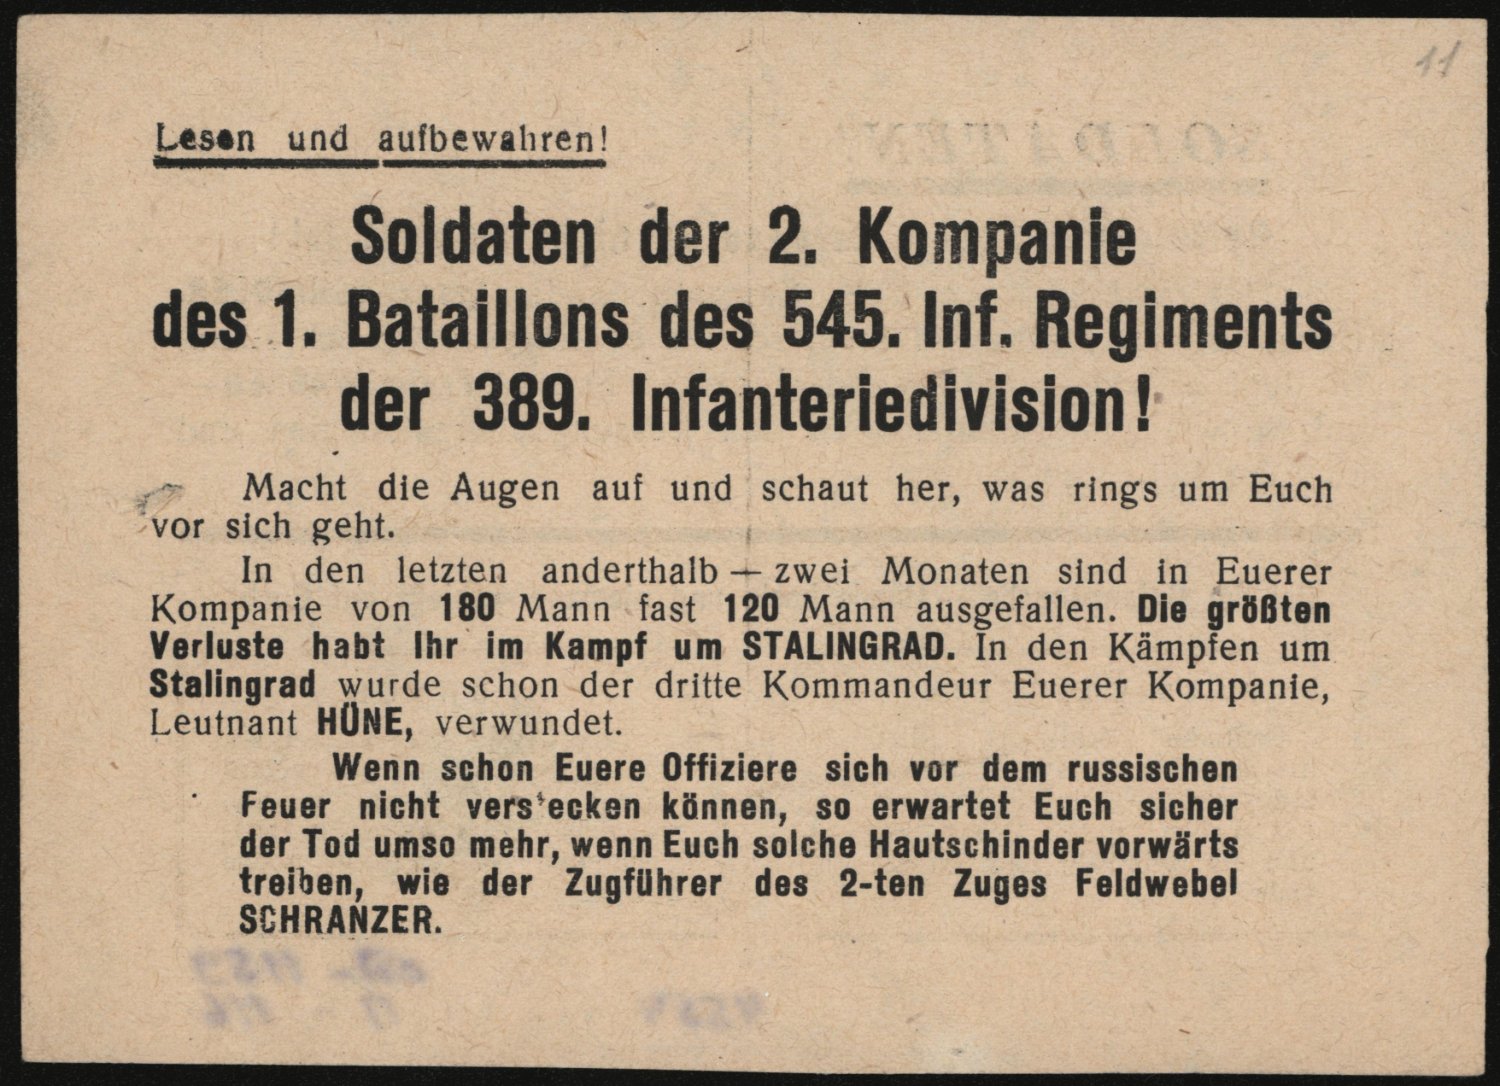 11
Lesen und aufbewahren!
Soldaten der 2. Kompanie
des 1. Bataillons des 545. Inf. Regiments
der 389. Infanteriedivision!
Macht die Augen auf und schaut her, was rings um Euch
vor sich geht.
In den letzten anderthalb — zwei Monaten sind in Euerer
Kompanie von 180 Mann fast 120 Mann ausgefallen. Die größten
Verluste habt Ihr im Kampf um STALINGRAD. In den Kämpfen um
Stalingrad wurde schon der dritte Kommandeur Euerer Kompanie,
Leutnant HÜNE, verwundet.
Wenn schon Euere Offiziere sich vor dem russischen
Feuer nicht verstecken können, so erwartet Euch sicher
der Tod umso mehr, wenn Euch solche Hautschinder vorwärts
treiben, wie der Zugführer des 2-ten Zuges Feldwebel
SCHRANZER.